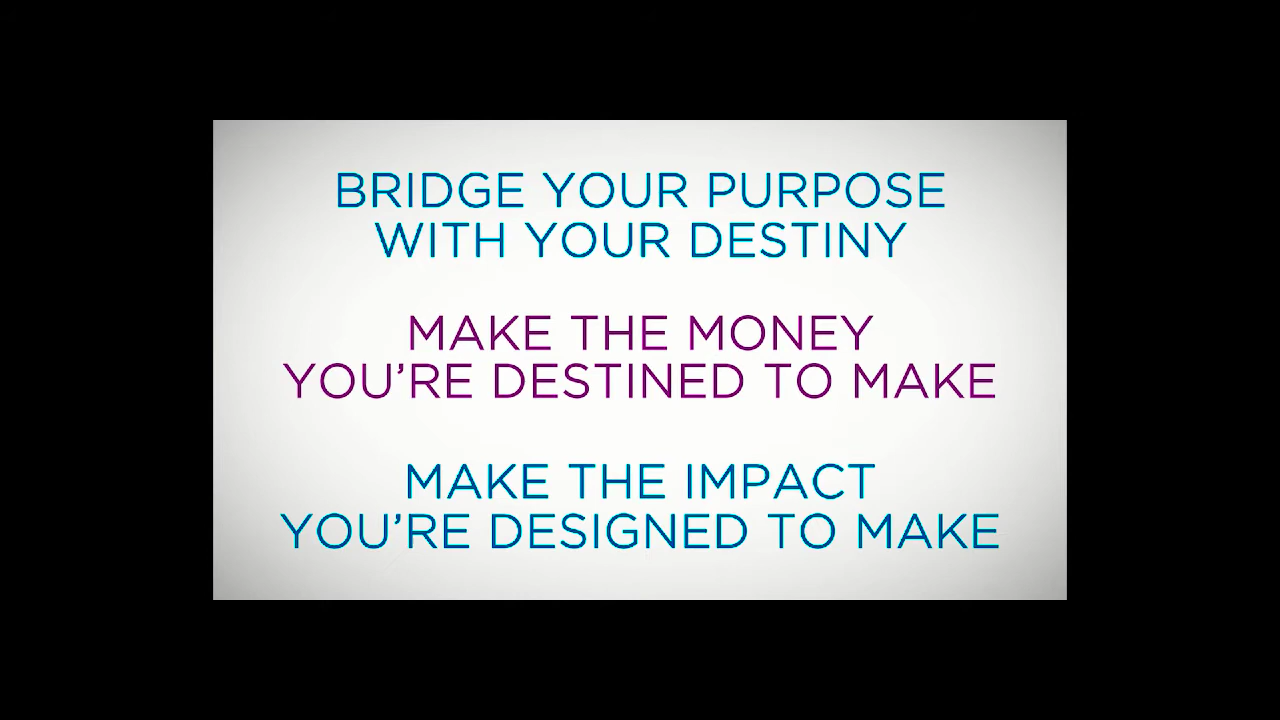 BRIDGE YOUR PURPOSE
WITH YOUR DESTINY
MAKE THE MONEY
YOU’RE DESTINED TO MAKE
MAKE THE IMPACT
YOU’RE DESIGNED TO MAKE